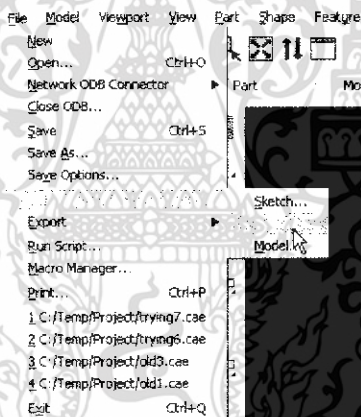 File Model Viewport View Part Shape Feature
New
Open... Ctrl+O
Network ODB Connector
Part Mo
Close ODB...
Save Ctrl+S
Save As...
Save Options...
Sketch...
Export
Run Script...
Model...
Macro Manager...
Print... Ctrl+P
1 C:/Temp/Project/trying7.cae
2 C:/Temp/Project/trying6.cae
3 C:/Temp/Project/old3.cae
4 C:/Temp/Project/old1.cae
Exit Ctrl+Q